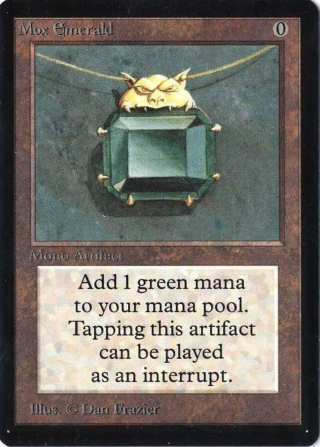 Mox Emerald 0
Mono Artifact
Add 1 green mana
to your mana pool.
Tapping this artifact
can be played
as an interrupt.
Illus. © Dan Frazier